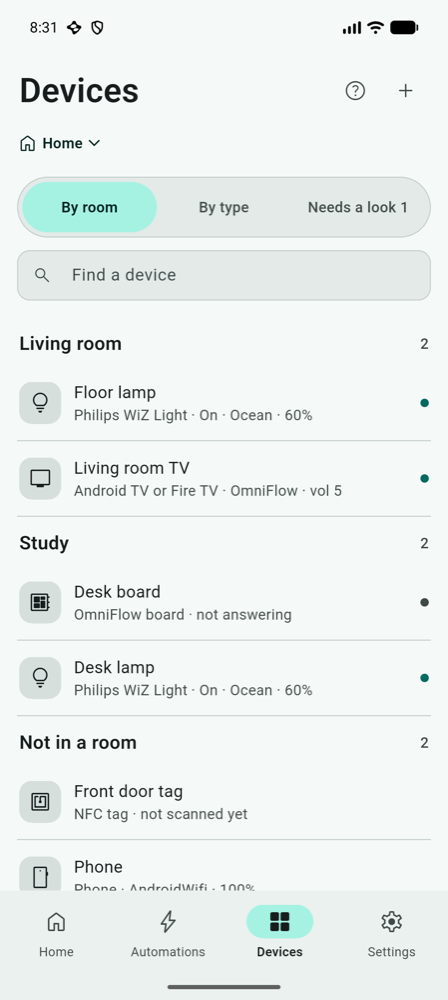 8:31
Devices
Home
By room
By type
Needs a look 1
Find a device
Living room
2
Floor lamp
Philips WiZ Light · On · Ocean · 60%
Living room TV
Android TV or Fire TV · OmniFlow · vol 5
Study
2
Desk board
OmniFlow board · not answering
Desk lamp
Philips WiZ Light · On · Ocean · 60%
Not in a room
2
Front door tag
NFC tag · not scanned yet
Phone
Phone · AndroidWifi · 100%
Home
Automations
Devices
Settings